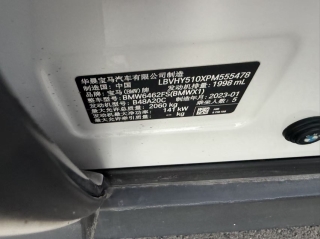 华晨宝马汽车有限公司制造
制造国: 中国 LBVHY510XPM555478
品牌: 宝马(BMW)牌 发动机排量: 1998 mL
整车型号: BMW6462FS(BMWX1)
发动机型号: B48A20C 制造年月: 2023-01
最大允许总质量: 2060 kg 乘坐人数: 5
141 kW
kg